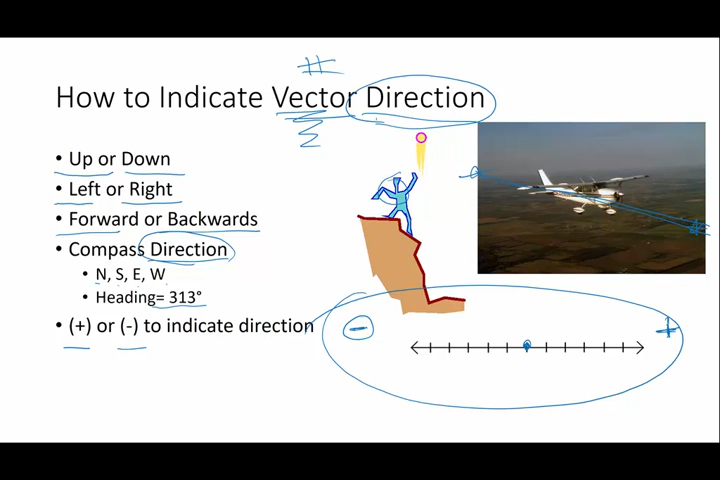 #
How to Indicate Vector Direction
• Up or Down
• Left or Right
• Forward or Backwards
• Compass Direction
• N, S, E, W
• Heading= 313°
• (+) or (-) to indicate direction
- +